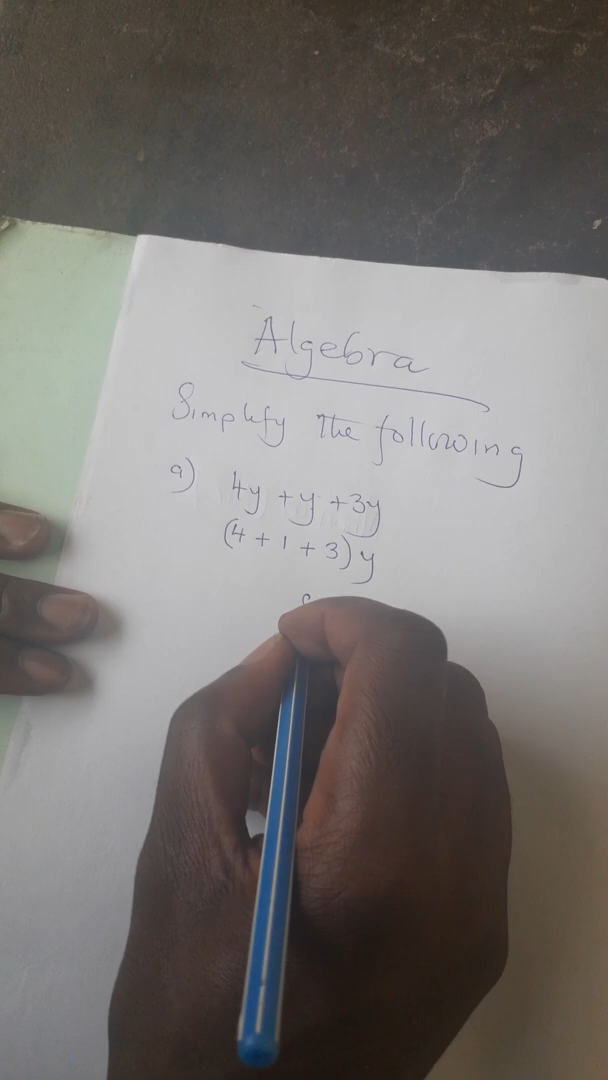 Algebra
Simplify the following
a) 4y + y + 3y
(4 + 1 + 3) y